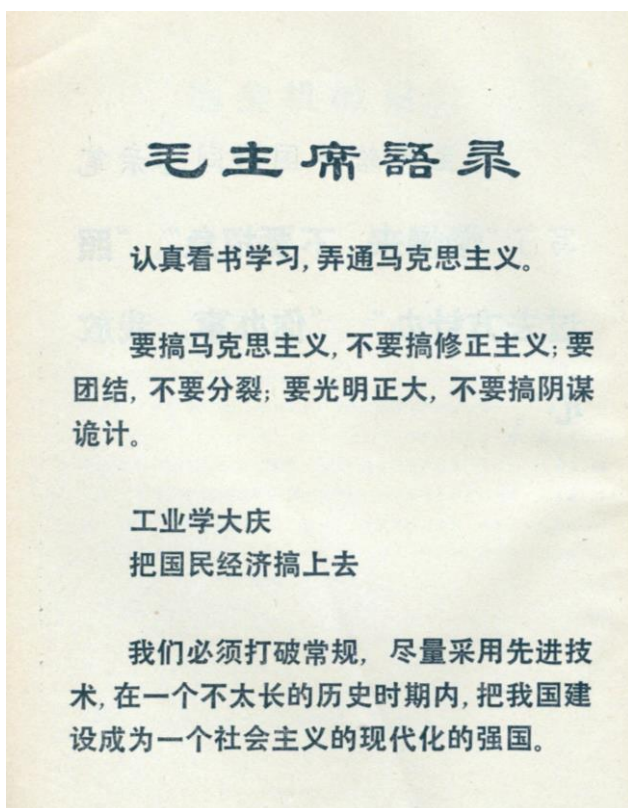 毛主席語录
认真看书学习, 弄通马克思主义。
要搞马克思主义, 不要搞修正主义; 要
团结, 不要分裂; 要光明正大, 不要搞阴谋
诡计。
工业学大庆
把国民经济搞上去
我们必须打破常规, 尽量采用先进技
术, 在一个不太长的历史时期内, 把我国建
设成为一个社会主义的现代化的强国。